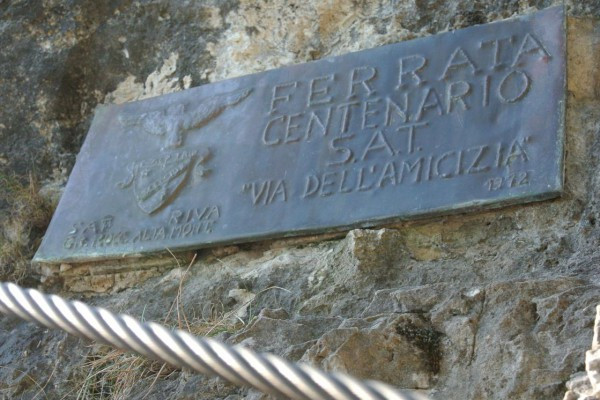 FERRATA
CENTENARIO
S.A.T.
"VIA DELL'AMICIZIA"
1972
S.A.T. RIVA